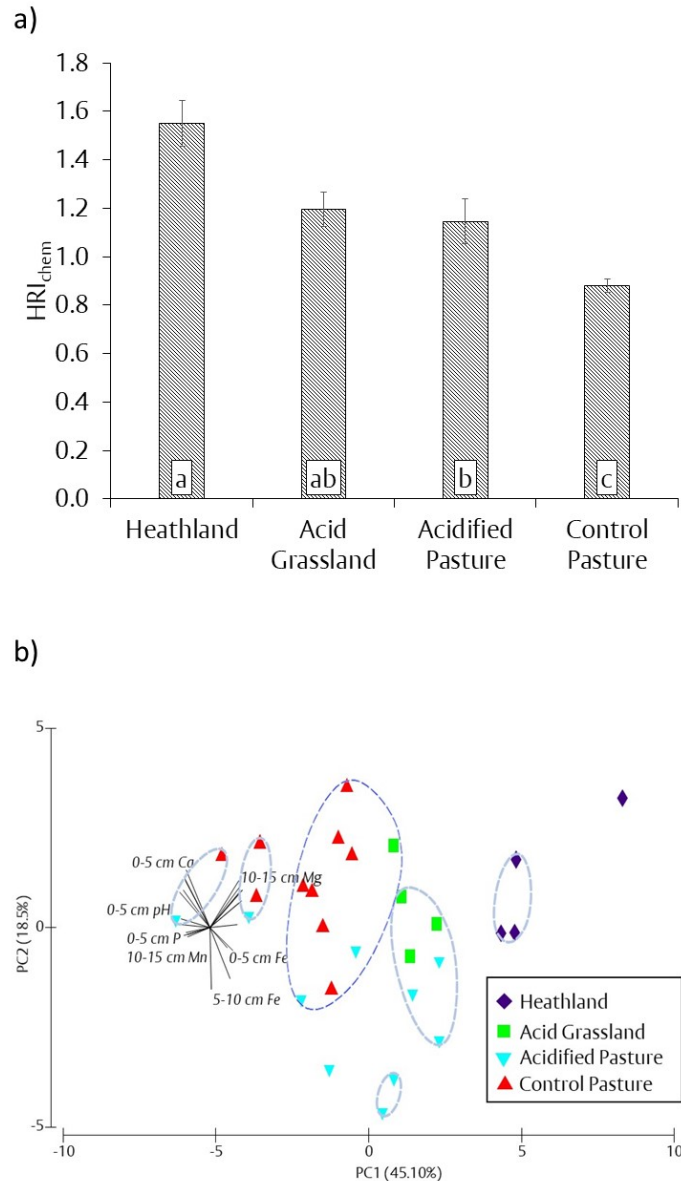 a)
1.8
1.6
1.4
1.2
1.0
0.8
0.6
0.4
0.2
0.0
HRIchem
a
ab
b
c
Heathland
Acid
Grassland
Acidified
Pasture
Control
Pasture
b)
5
0
-5
PC2 (18.5%)
0-5 cm Ca
10-15 cm Mg
0-5 cm pH
0-5 cm P
0-5 cm Fe
10-15 cm Mn
5-10 cm Fe
Heathland
Acid Grassland
Acidified Pasture
Control Pasture
-10
-5
0
5
10
PC1 (45.10%)